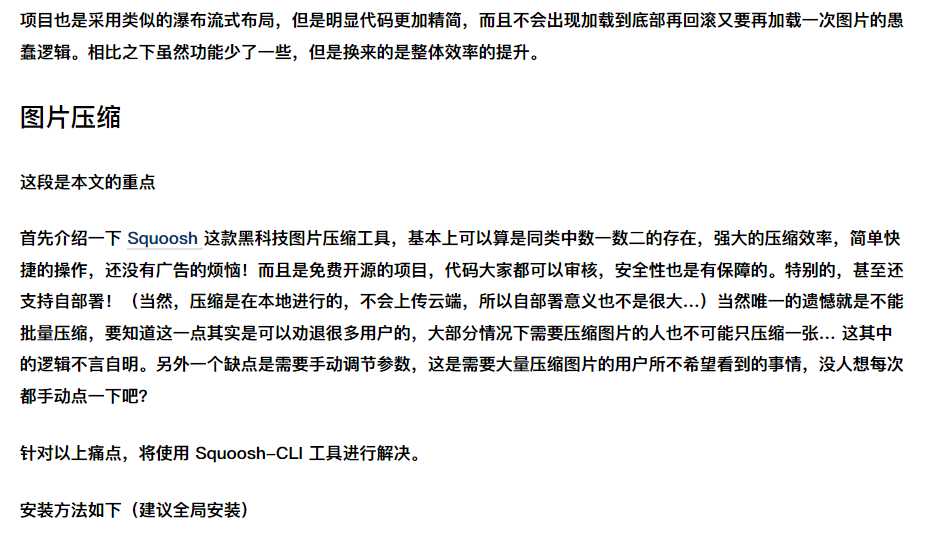 项目也是采用类似的瀑布流式布局，但是明显代码更加精简，而且不会出现加载到底部再回滚又要再加载一次图片的愚
蠢逻辑。相比之下虽然功能少了一些，但是换来的是整体效率的提升。
图片压缩
这段是本文的重点
首先介绍一下 Squoosh 这款黑科技图片压缩工具，基本上可以算是同类中数一数二的存在，强大的压缩效率，简单快
捷的操作，还没有广告的烦恼！而且是免费开源的项目，代码大家都可以审核，安全性也是有保障的。特别的，甚至还
支持自部署！（当然，压缩是在本地进行的，不会上传云端，所以自部署意义也不是很大...）当然唯一的遗憾就是不能
批量压缩，要知道这一点其实是可以劝退很多用户的，大部分情况下需要压缩图片的人也不可能只压缩一张... 这其中
的逻辑不言自明。另外一个缺点是需要手动调节参数，这是需要大量压缩图片的用户所不希望看到的事情，没人想每次
都手动点一下吧？
针对以上痛点，将使用 Squoosh-CLI 工具进行解决。
安装方法如下（建议全局安装）